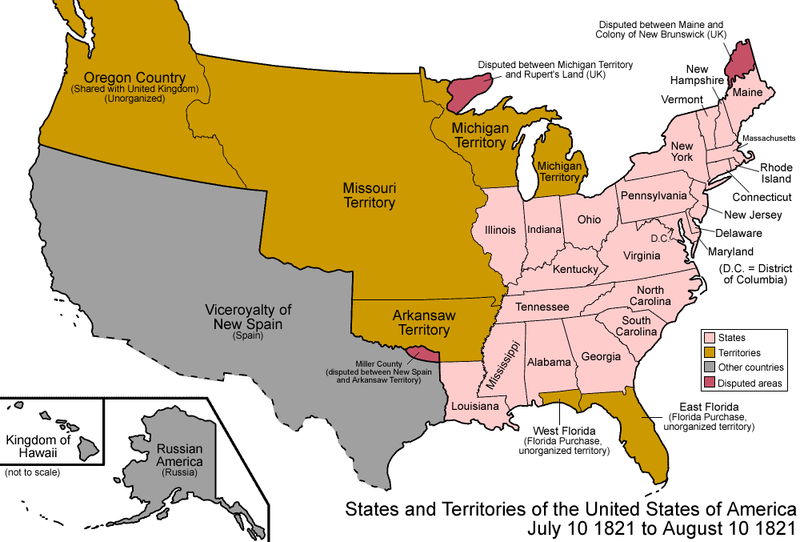 Disputed between Maine and
Colony of New Brunswick (UK)
Disputed between Michigan Territory
and Rupert's Land (UK)
New
Hampshire
Vermont
Maine
Oregon Country
(Shared with United Kingdom)
(Unorganized)
Michigan
Territory
Michigan
Territory
Massachusetts
New
York
Rhode
Island
Connecticut
Missouri
Territory
Pennsylvania
New Jersey
Illinois
Indiana
Ohio
D.C.
Delaware
Maryland
Virginia
(D.C. = District
of Columbia)
Kentucky
Viceroyalty of
New Spain
(Spain)
Arkansaw
Territory
Tennessee
North
Carolina
South
Carolina
Miller County
(disputed between New Spain
and Arkansaw Territory)
Mississippi
Alabama
Georgia
States
Territories
Other countries
Disputed areas
Louisiana
East Florida
(Florida Purchase,
unorganized territory)
West Florida
(Florida Purchase,
unorganized territory)
Kingdom of
Hawaii
(not to scale)
Russian
America
(Russia)
States and Territories of the United States of America
July 10 1821 to August 10 1821